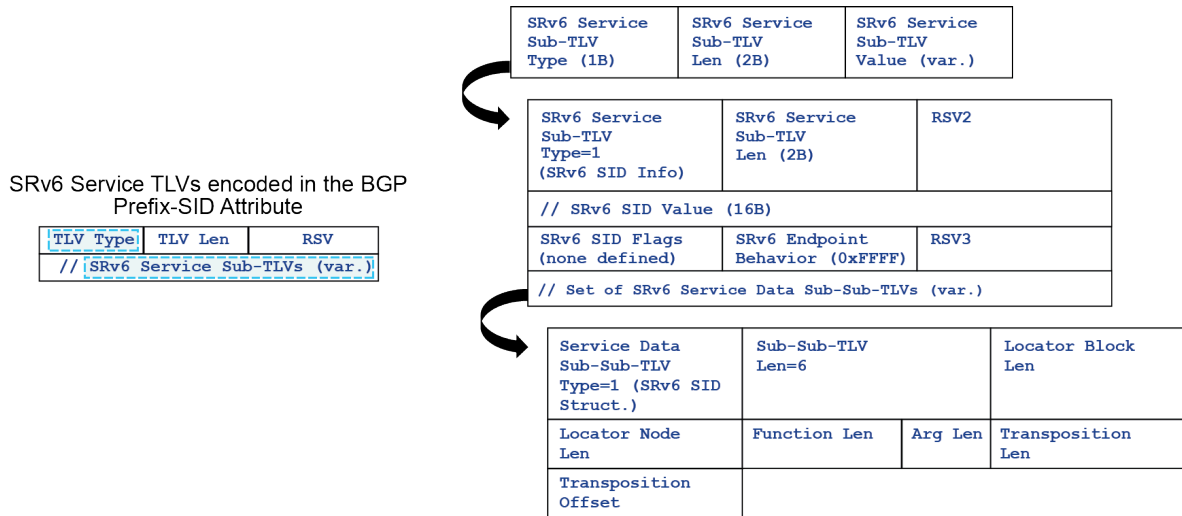 SRv6 Service TLVs encoded in the BGP
Prefix-SID Attribute
TLV Type TLV Len RSV
// SRv6 Service Sub-TLVs (var.)
SRv6 Service
Sub-TLV
Type (1B)
SRv6 Service
Sub-TLV
Len (2B)
SRv6 Service
Sub-TLV
Value (var.)
SRv6 Service
Sub-TLV
Type=1
(SRv6 SID Info)
SRv6 Service
Sub-TLV
Len (2B)
RSV2
// SRv6 SID Value (16B)
SRv6 SID Flags
(none defined)
SRv6 Endpoint
Behavior (0xFFFF)
RSV3
// Set of SRv6 Service Data Sub-Sub-TLVs (var.)
Service Data
Sub-Sub-TLV
Type=1 (SRv6 SID
Struct.)
Sub-Sub-TLV
Len=6
Locator Block
Len
Locator Node
Len
Function Len
Arg Len
Transposition
Len
Transposition
Offset